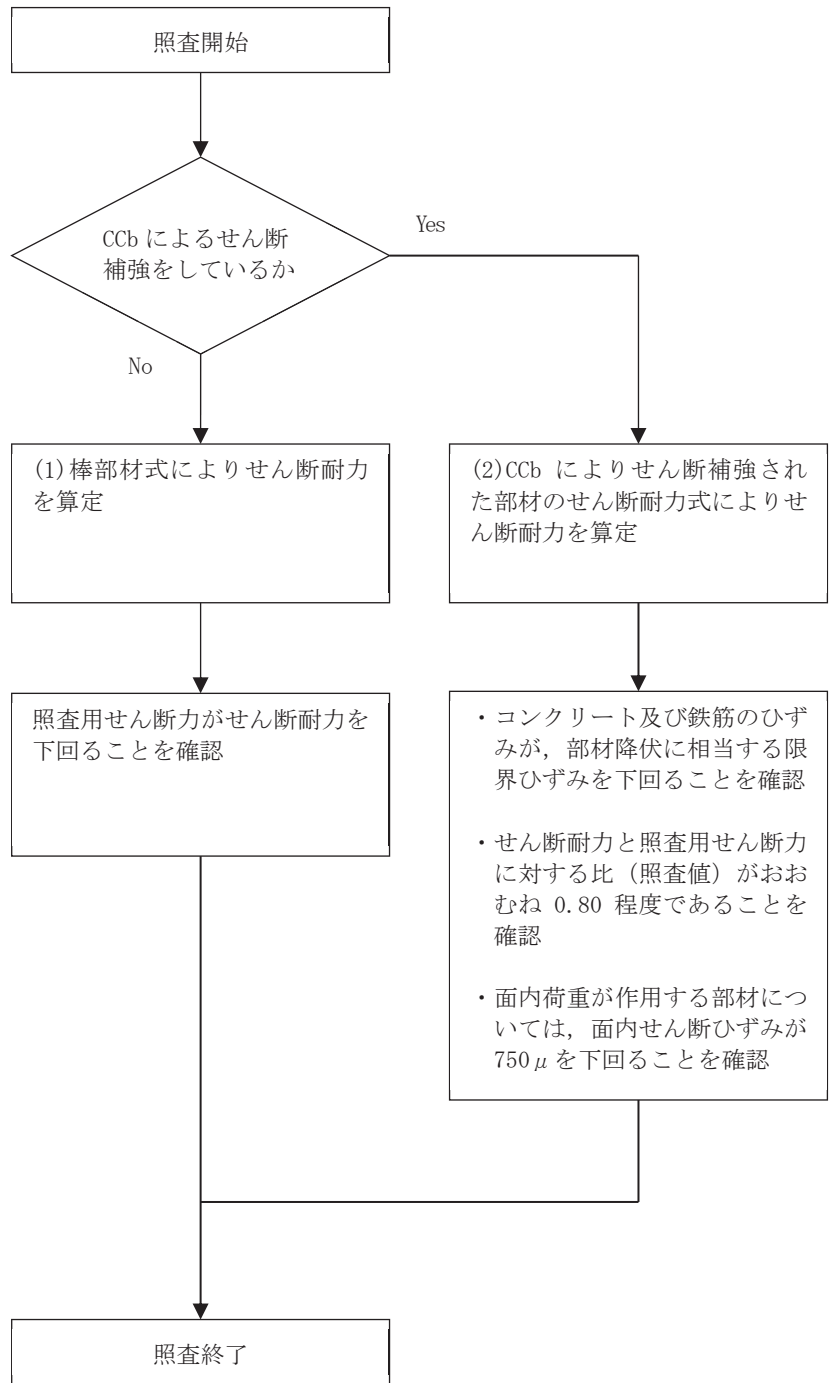 照査開始
CCb によるせん断
補強をしているか
Yes
No
(1)棒部材式によりせん断耐力
を算定
(2)CCb によりせん断補強され
た部材のせん断耐力式によりせ
ん断耐力を算定
照査用せん断力がせん断耐力を
下回ることを確認
・コンクリート及び鉄筋のひず
みが，部材降伏に相当する限
界ひずみを下回ることを確認
・せん断耐力と照査用せん断力
に対する比（照査値）がおお
むね 0.80 程度であることを
確認
・面内荷重が作用する部材につ
いては，面内せん断ひずみが
750μを下回ることを確認
照査終了